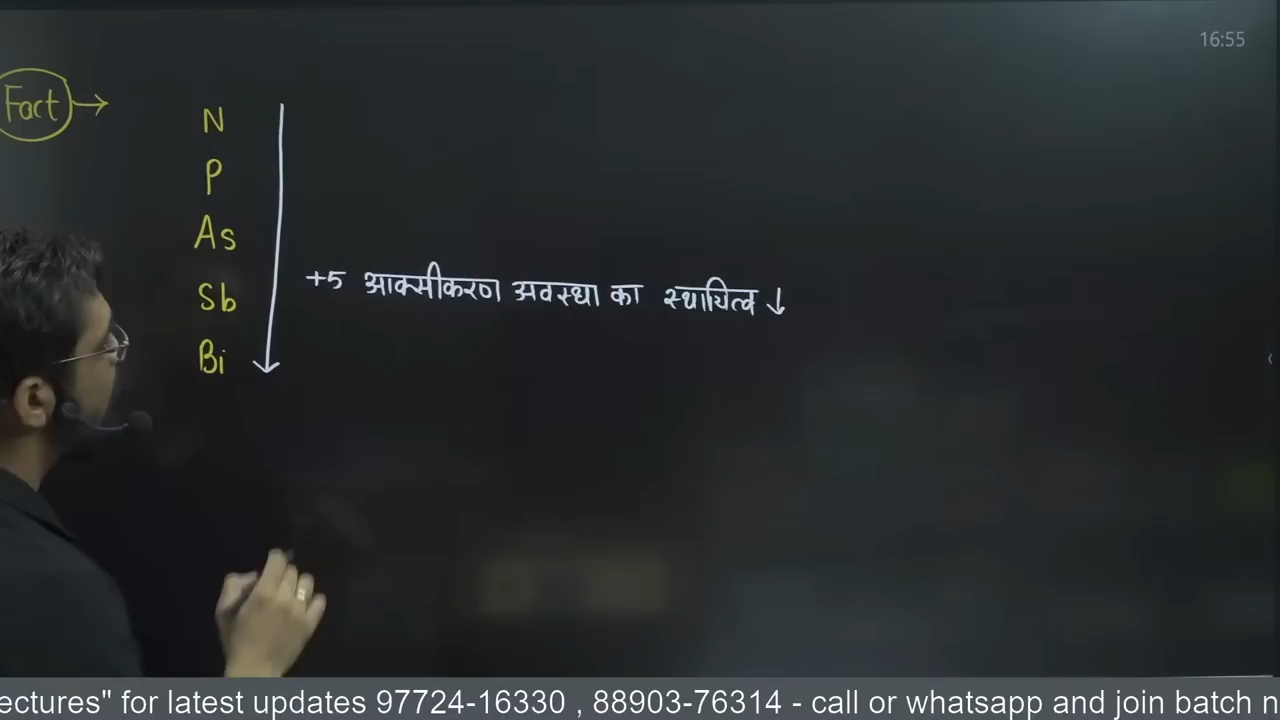 16:55
Fact →
N
P
As
Sb
+5 आक्सीकरण अवस्था का स्थायित्व ↓
Bi
ectures" for latest updates 97724-16330 , 88903-76314 - call or whatsapp and join batch n